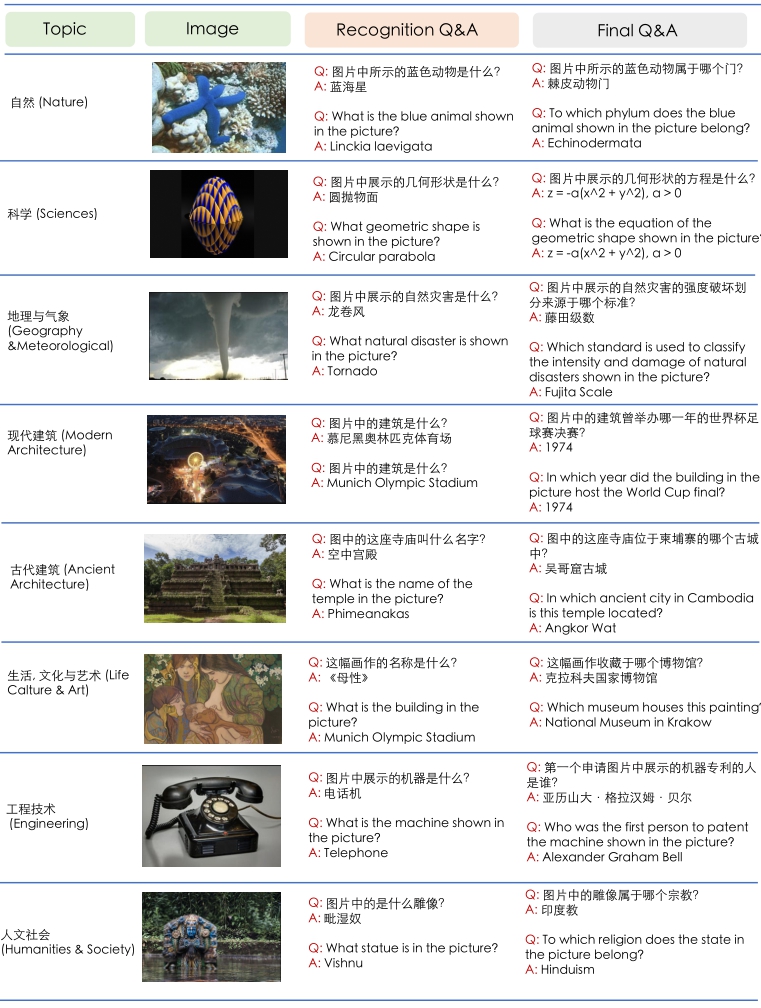 Topic
Image
Recognition Q&A
Final Q&A
自然 (Nature)
Q: 图片中所示的蓝色动物是什么?
A: 蓝海星
Q: What is the blue animal shown
in the picture?
A: Linckia laevigata
Q: 图片中所示的蓝色动物属于哪个门?
A: 棘皮动物门
Q: To which phylum does the blue
animal shown in the picture belong?
A: Echinodermata
科学 (Sciences)
Q: 图片中展示的几何形状是什么?
A: 圆抛物面
Q: What geometric shape is
shown in the picture?
A: Circular parabola
Q: 图片中展示的几何形状的方程是什么?
A: z = -a(x^2 + y^2), a > 0
Q: What is the equation of the
geometric shape shown in the picture?
A: z = -a(x^2 + y^2), a > 0
地理与气象
(Geography
&Meteorological)
Q: 图片中展示的自然灾害是什么?
A: 龙卷风
Q: What natural disaster is shown
in the picture?
A: Tornado
Q: 图片中展示的自然灾害的强度破坏划
分来源于哪个标准?
A: 藤田级数
Q: Which standard is used to classify
the intensity and damage of natural
disasters shown in the picture?
A: Fujita Scale
现代建筑 (Modern
Architecture)
Q: 图片中的建筑是什么?
A: 慕尼黑奥林匹克体育场
Q: 图片中的建筑是什么?
A: Munich Olympic Stadium
Q: 图片中的建筑曾举办哪一年的世界杯足
球赛决赛?
A: 1974
Q: In which year did the building in the
picture host the World Cup final?
A: 1974
古代建筑 (Ancient
Architecture)
Q: 图中的这座寺庙叫什么名字?
A: 空中宫殿
Q: What is the name of the
temple in the picture?
A: Phimeanakas
Q: 图中的这座寺庙位于柬埔寨的哪个古城
中?
A: 吴哥窟古城
Q: In which ancient city in Cambodia
is this temple located?
A: Angkor Wat
生活, 文化与艺术 (Life
Calture & Art)
Q: 这幅画作的名称是什么?
A: 《母性》
Q: What is the building in the
picture?
A: Munich Olympic Stadium
Q: 这幅画作收藏于哪个博物馆?
A: 克拉科夫国家博物馆
Q: Which museum houses this painting?
A: National Museum in Krakow
工程技术
(Engineering)
Q: 图片中展示的机器是什么?
A: 电话机
Q: What is the machine shown in
the picture?
A: Telephone
Q: 第一个申请图片中展示的机器专利的人
是谁?
A: 亚历山大 · 格拉汉姆 · 贝尔
Q: Who was the first person to patent
the machine shown in the picture?
A: Alexander Graham Bell
人文社会
(Humanities & Society)
Q: 图片中的是什么雕像?
A: 毗湿奴
Q: What statue is in the picture?
A: Vishnu
Q: 图片中的雕像属于哪个宗教?
A: 印度教
Q: To which religion does the state in
the picture belong?
A: Hinduism